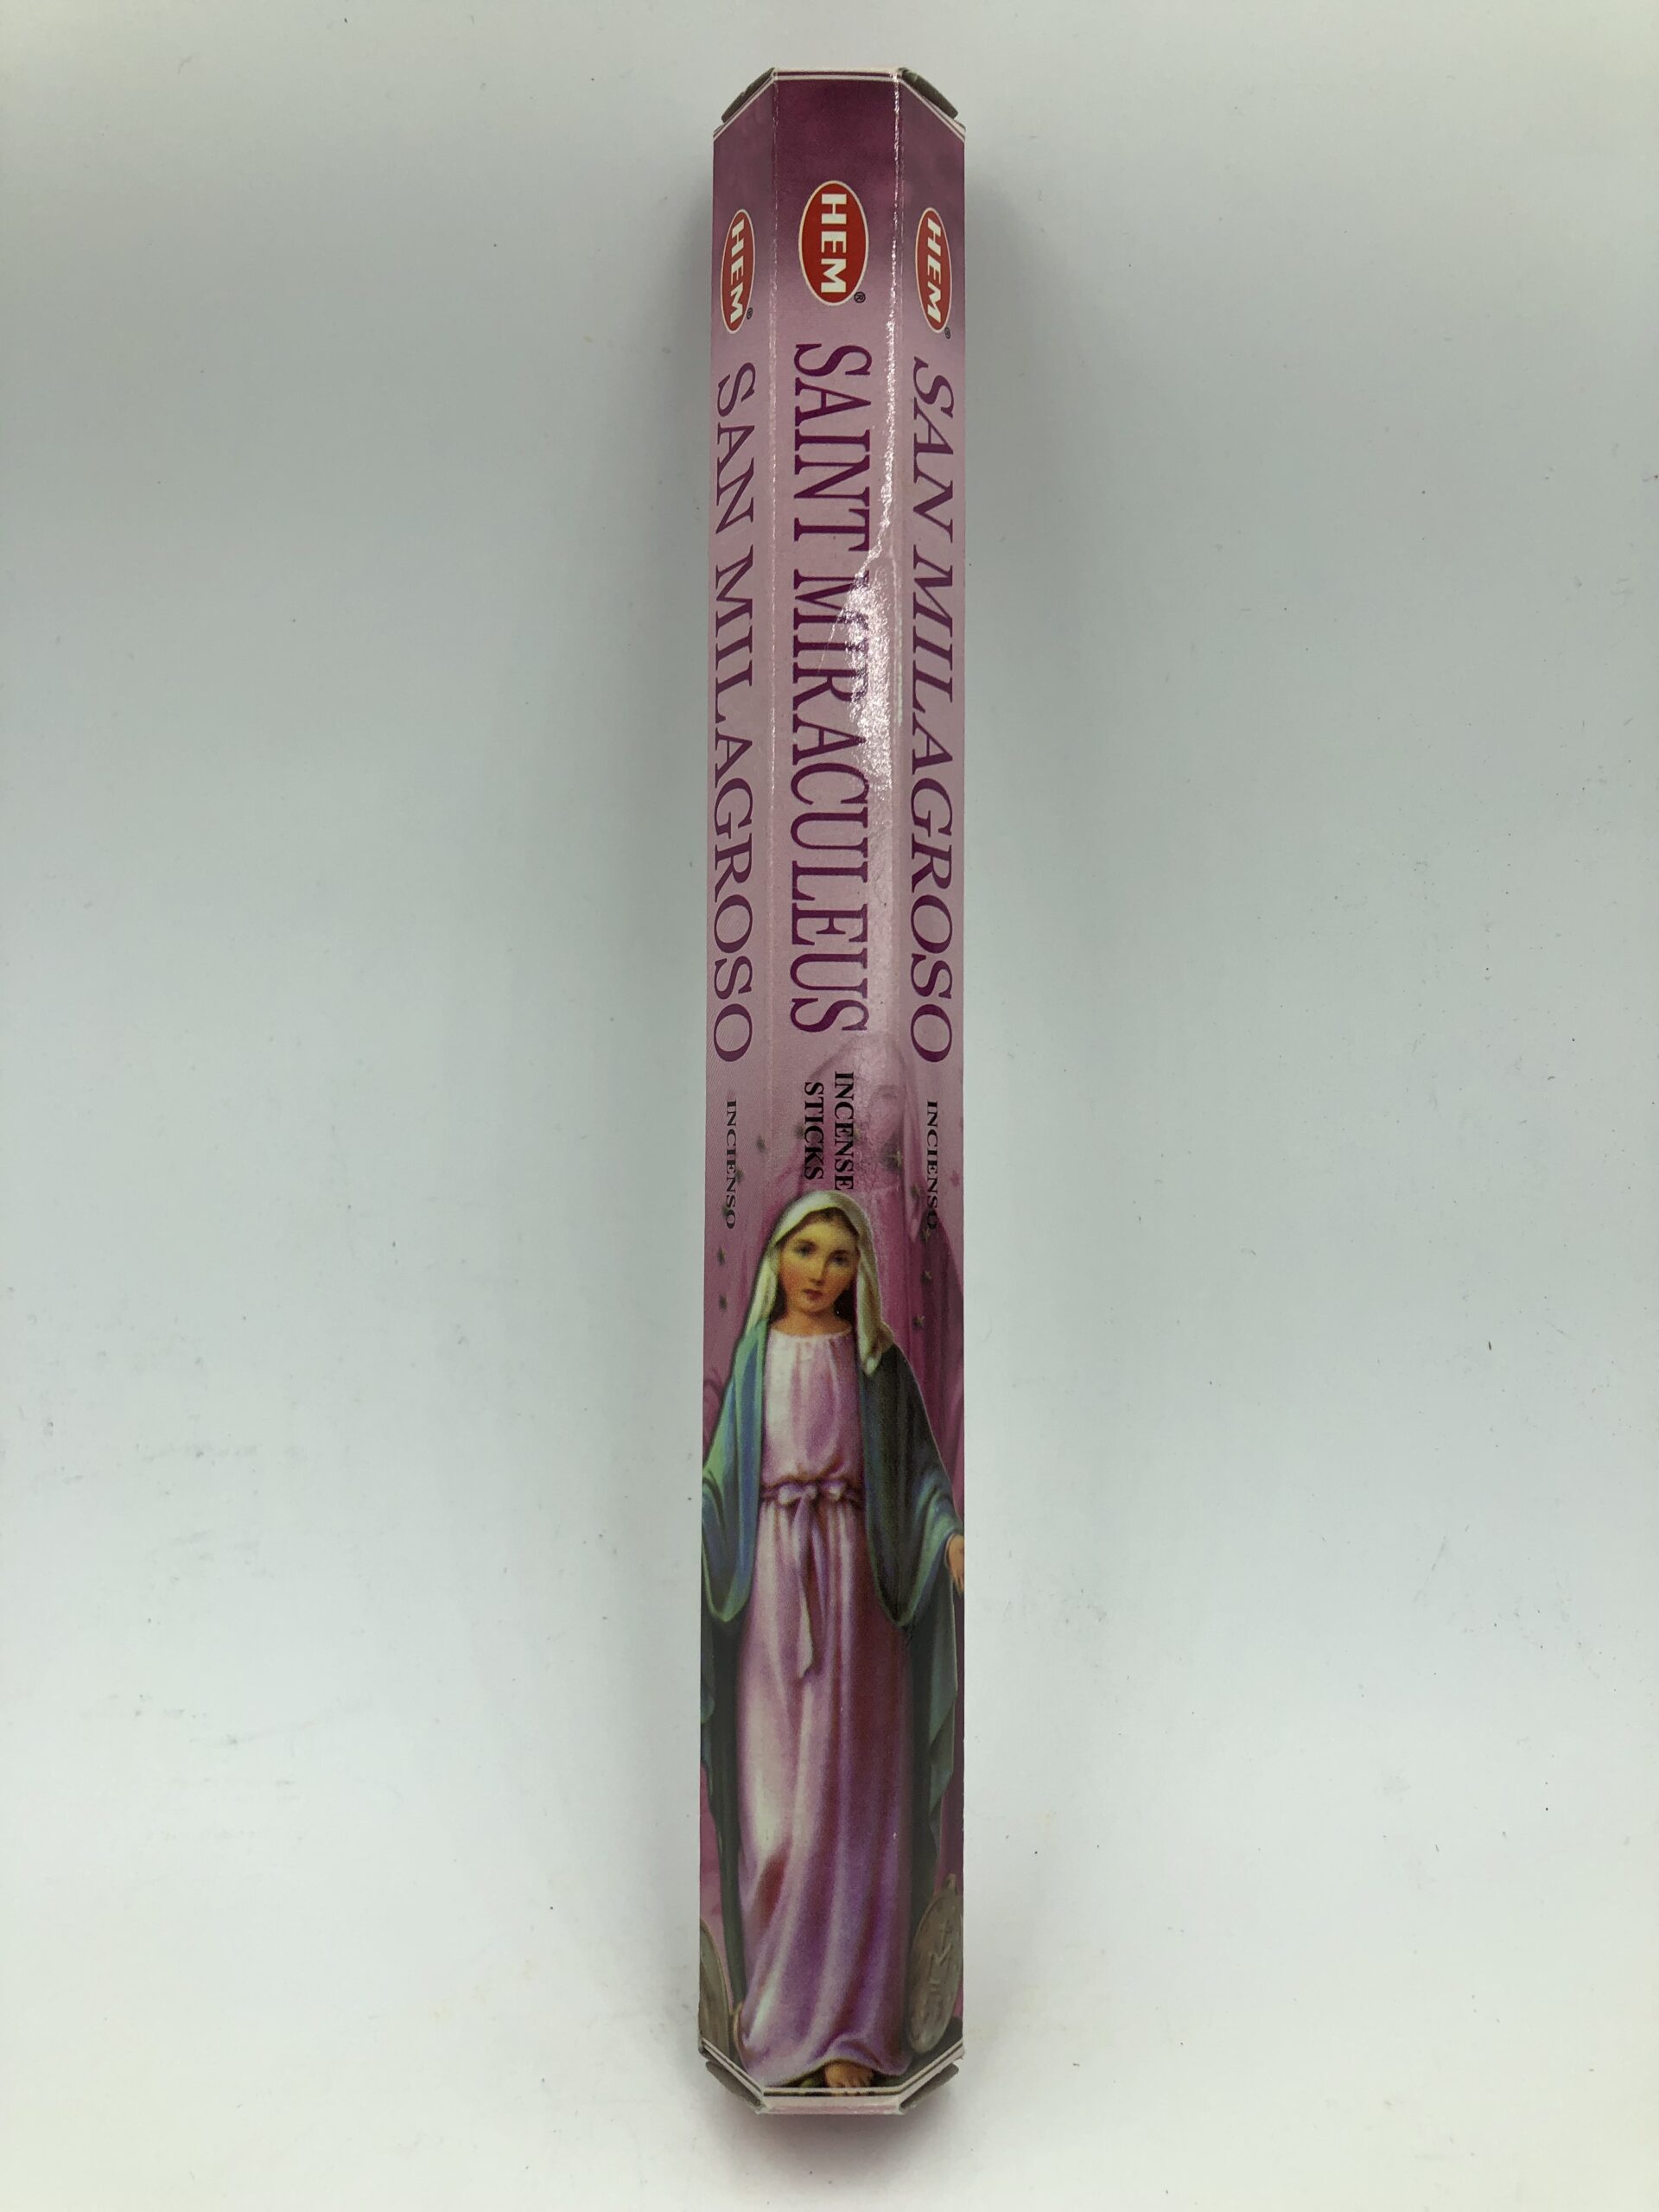 HEM®
SAN MILAGROSO
INCIENSO
HEM®
SAINT MIRACULEUS
INCENSE
STICKS
HEM®
SAN MILAGROSO
INCIENSO